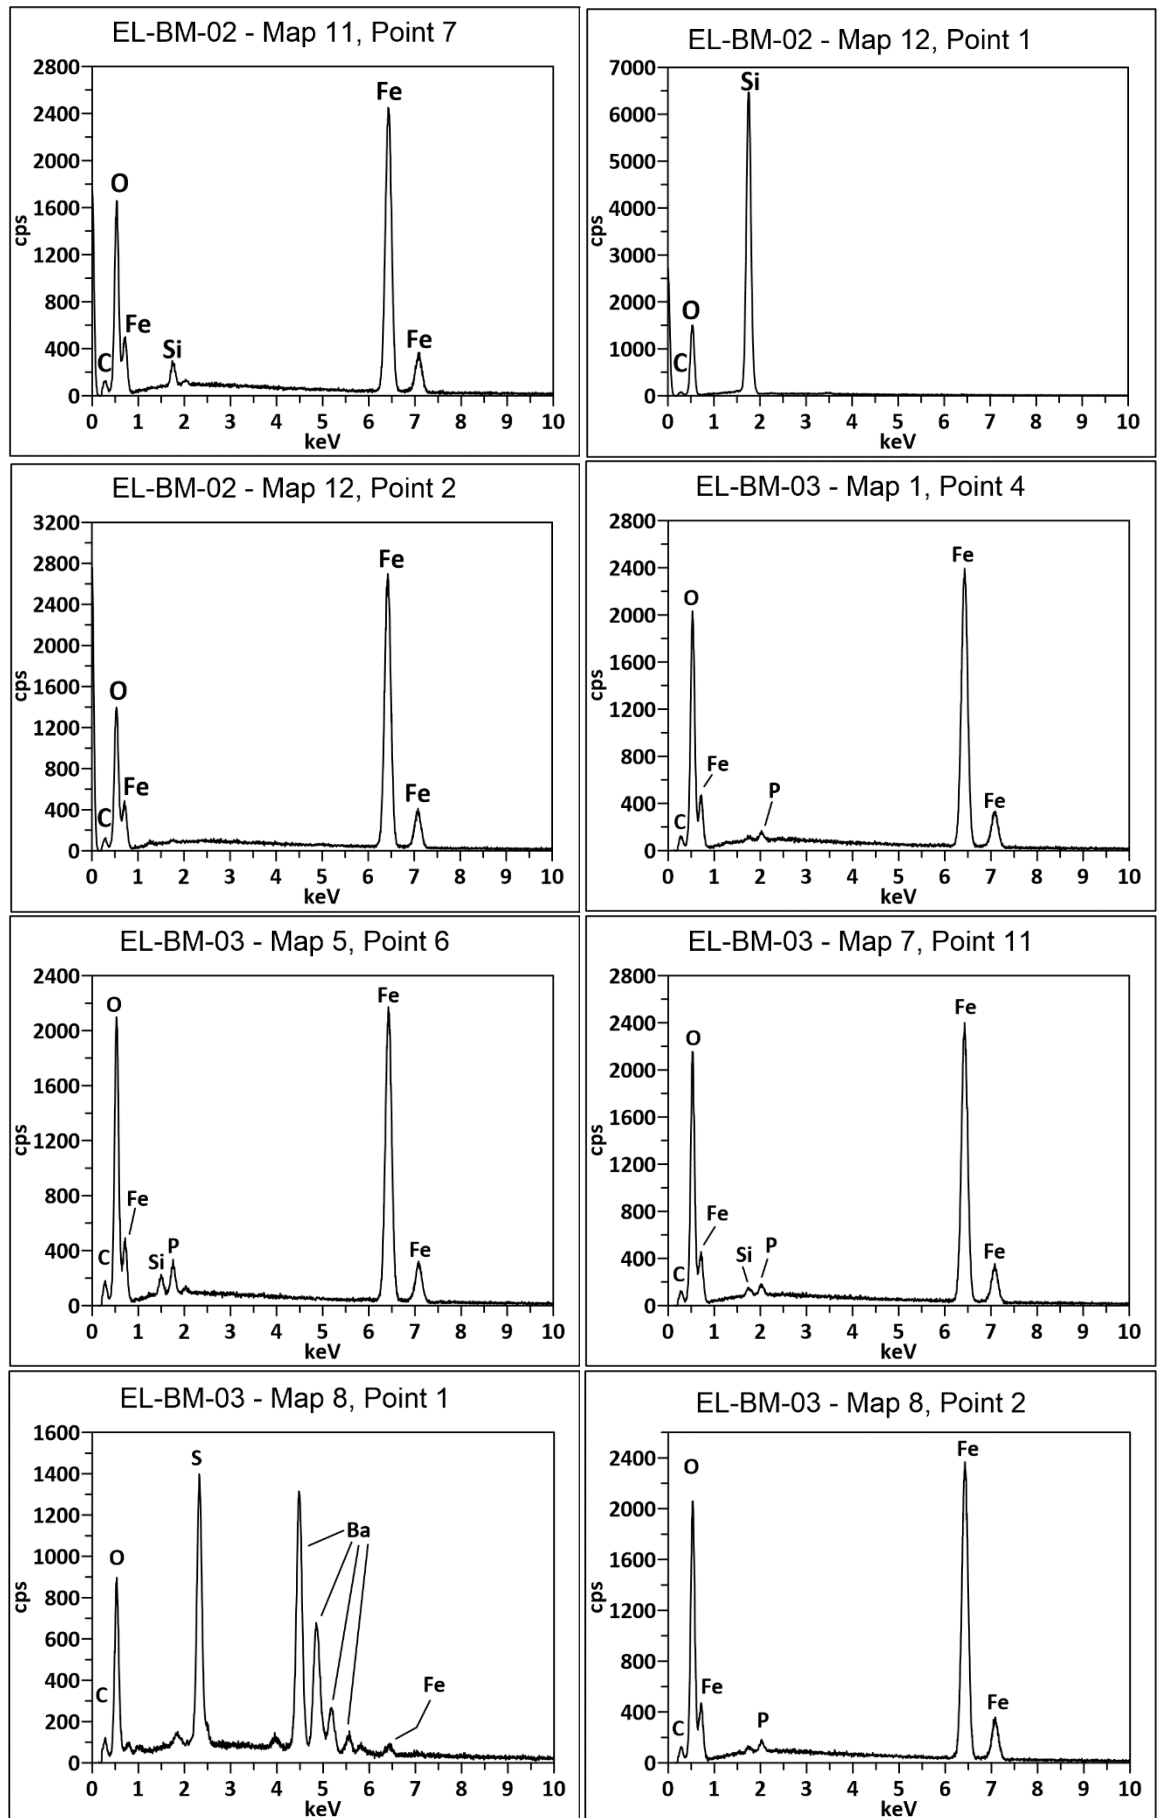 EL-BM-02 - Map 11, Point 7
2800
2400
2000
1600
1200
800
400
0
cps
O
C
Fe
Si
Fe
Fe
0 1 2 3 4 5 6 7 8 9 10
keV
EL-BM-02 - Map 12, Point 1
7000
6000
5000
4000
3000
2000
1000
0
cps
Si
O
C
0 1 2 3 4 5 6 7 8 9 10
keV
EL-BM-02 - Map 12, Point 2
3200
2800
2400
2000
1600
1200
800
400
0
cps
Fe
O
Fe
C
Fe
0 1 2 3 4 5 6 7 8 9 10
keV
EL-BM-03 - Map 1, Point 4
2800
2400
2000
1600
1200
800
400
0
cps
Fe
O
Fe
P
C
Fe
0 1 2 3 4 5 6 7 8 9 10
keV
EL-BM-03 - Map 5, Point 6
2400
2000
1600
1200
800
400
0
cps
O
Fe
Fe
C
Si
P
Fe
0 1 2 3 4 5 6 7 8 9 10
keV
EL-BM-03 - Map 7, Point 11
2800
2400
2000
1600
1200
800
400
0
cps
Fe
O
Fe
Si
P
C
Fe
0 1 2 3 4 5 6 7 8 9 10
keV
EL-BM-03 - Map 8, Point 1
1600
1400
1200
1000
800
600
400
200
0
cps
S
Ba
O
C
Fe
0 1 2 3 4 5 6 7 8 9 10
keV
EL-BM-03 - Map 8, Point 2
2400
2000
1600
1200
800
400
0
cps
Fe
O
Fe
C
P
Fe
0 1 2 3 4 5 6 7 8 9 10
keV